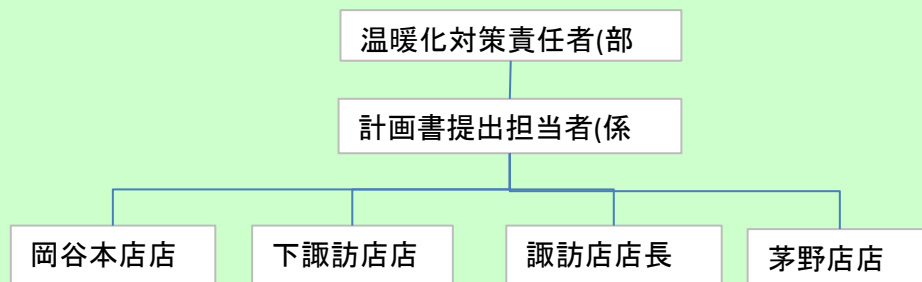 温暖化対策責任者(部
計画書提出担当者(係
岡谷本店店
下諏訪店店
諏訪店店長
茅野店店